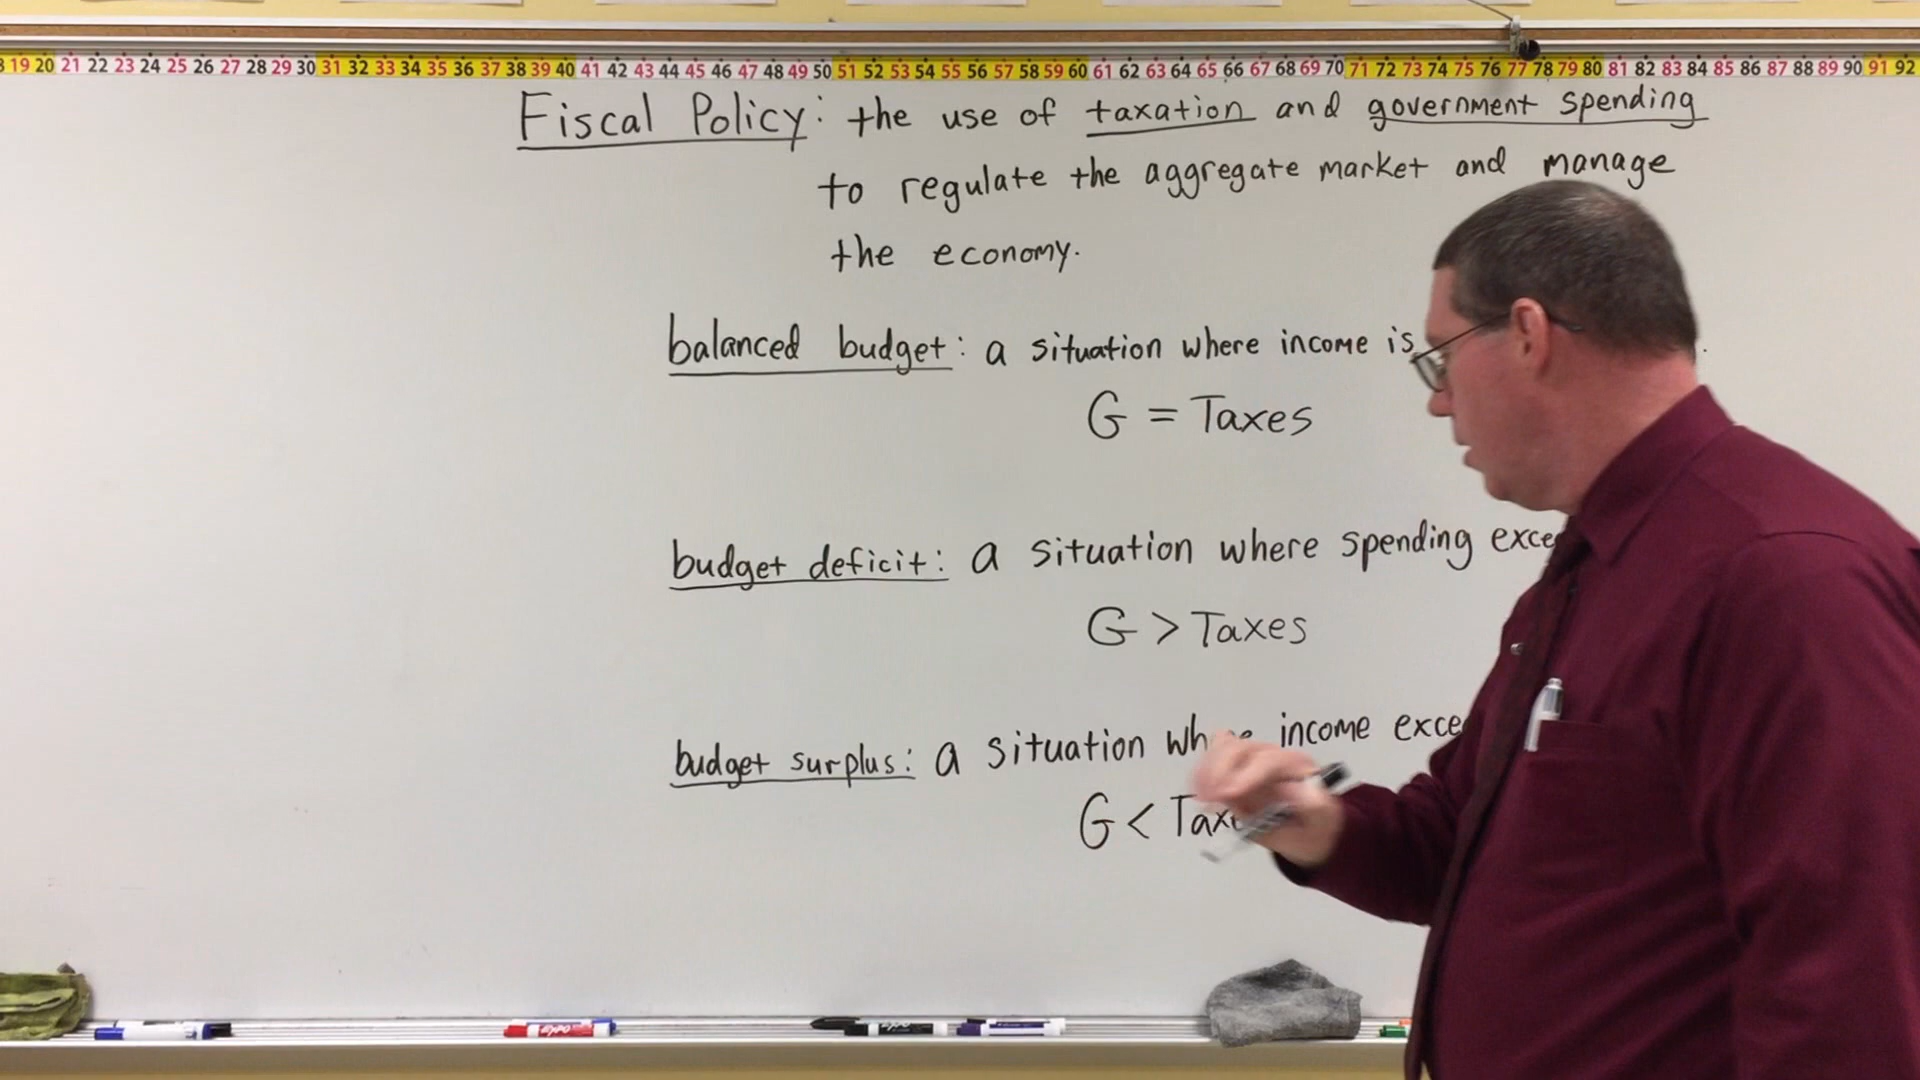 19 20 21 22 23 24 25 26 27 28 29 30 31 32 33 34 35 36 37 38 39 40 41 42 43 44 45 46 47 48 49 50 51 52 53 54 55 56 57 58 59 60 61 62 63 64 65 66 67 68 69 70 71 72 73 74 75 76 77 78 79 80 81 82 83 84 85 86 87 88 89 90 91 92
Fiscal Policy: the use of taxation and government spending
to regulate the aggregate market and manage
the economy.
balanced budget: a situation where income is
G = Taxes
budget deficit: a situation where spending
G > Taxes
budget surplus: a situation income
G <
EXPO